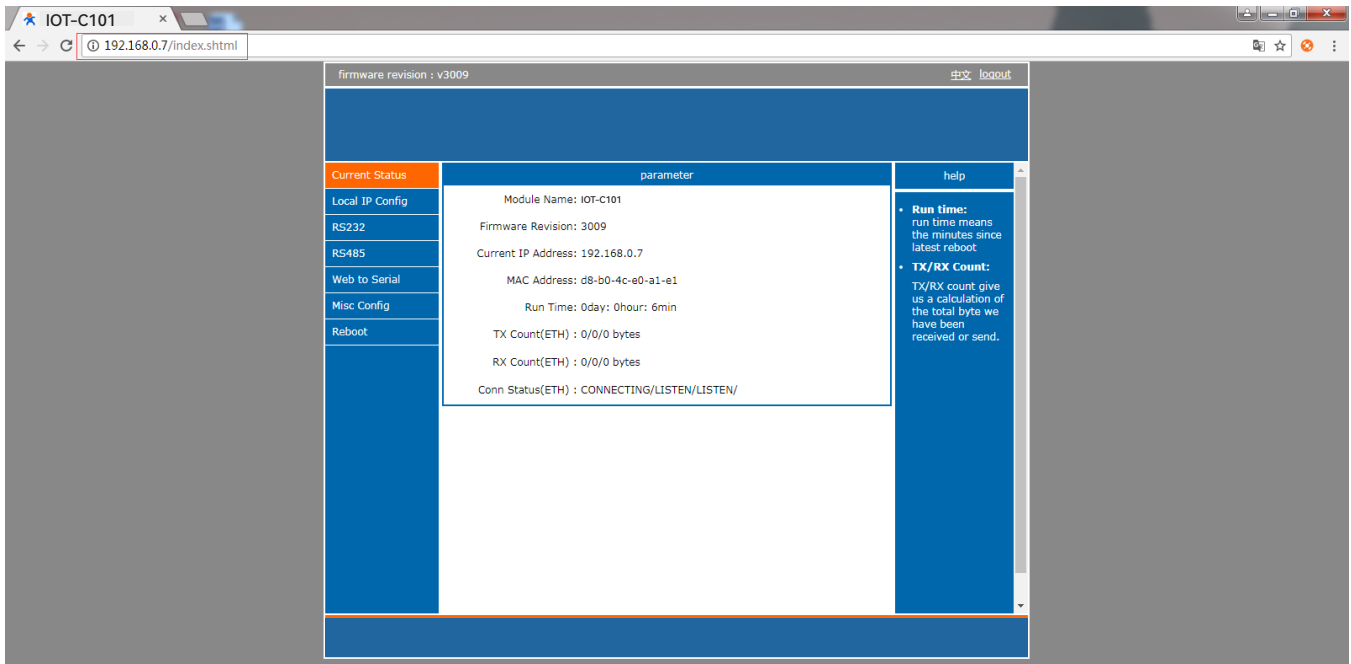 IOT-C101
192.168.0.7/index.shtml
firmware revision : v3009
中文 logout
Current Status
Local IP Config
RS232
RS485
Web to Serial
Misc Config
Reboot
parameter
Module Name: IOT-C101
Firmware Revision: 3009
Current IP Address: 192.168.0.7
MAC Address: d8-b0-4c-e0-a1-e1
Run Time: 0day: 0hour: 6min
TX Count(ETH) : 0/0/0 bytes
RX Count(ETH) : 0/0/0 bytes
Conn Status(ETH) : CONNECTING/LISTEN/LISTEN/
help
• Run time:
run time means
the minutes since
latest reboot
• TX/RX Count:
TX/RX count give
us a calculation of
the total byte we
have been
received or send.